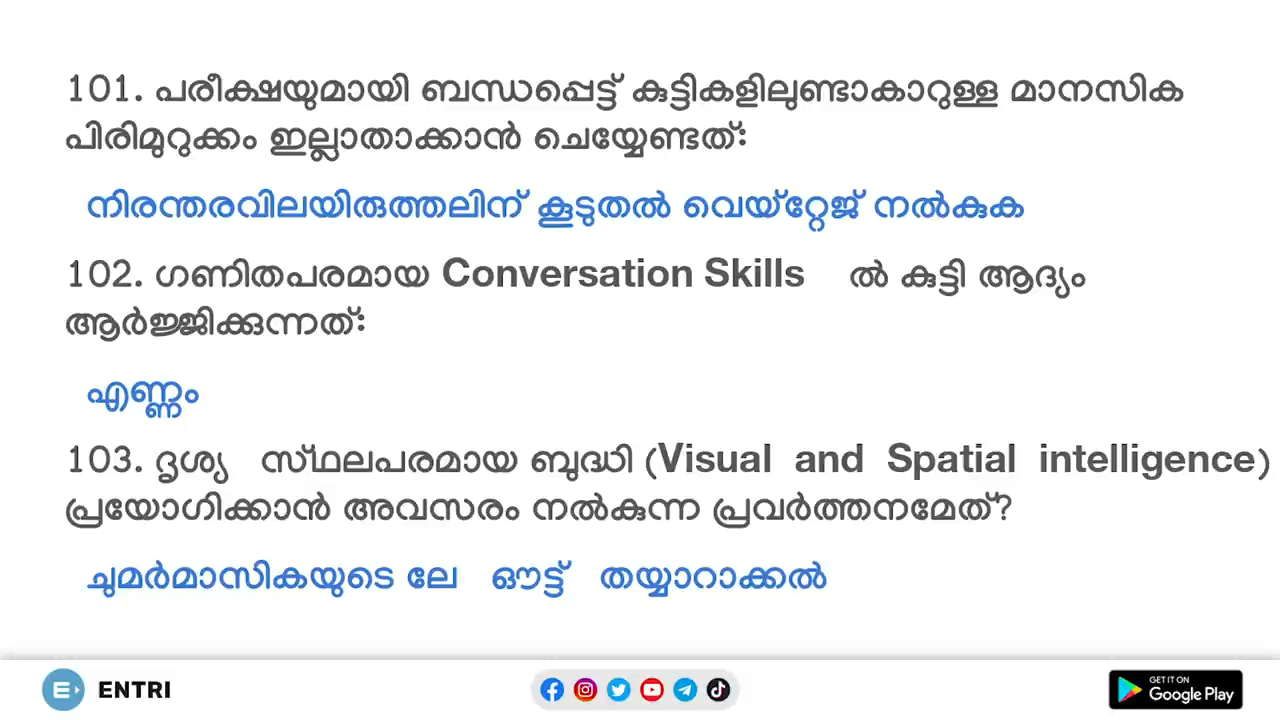 101. പരീക്ഷയുമായി ബന്ധപ്പെട്ട് കുട്ടികളിലുണ്ടാകാറുള്ള മാനസിക
പിരിമുറുക്കം ഇല്ലാതാക്കാൻ ചെയ്യേണ്ടത്:
നിരന്തരവിലയിരുത്തലിന് കൂടുതൽ വെയ്റ്റേജ് നൽകുക
102. ഗണിതപരമായ Conversation Skills ൽ കുട്ടി ആദ്യം
ആർജ്ജിക്കുന്നത്:
എണ്ണം
103. ദൃശ്യ സ്ഥലപരമായ ബുദ്ധി (Visual and Spatial intelligence)
പ്രയോഗിക്കാൻ അവസരം നൽകുന്ന പ്രവർത്തനമേത്?
ചുമർമാസികയുടെ ലേ ഔട്ട് തയ്യാറാക്കൽ
ENTRI
GET IT ON
Google Play